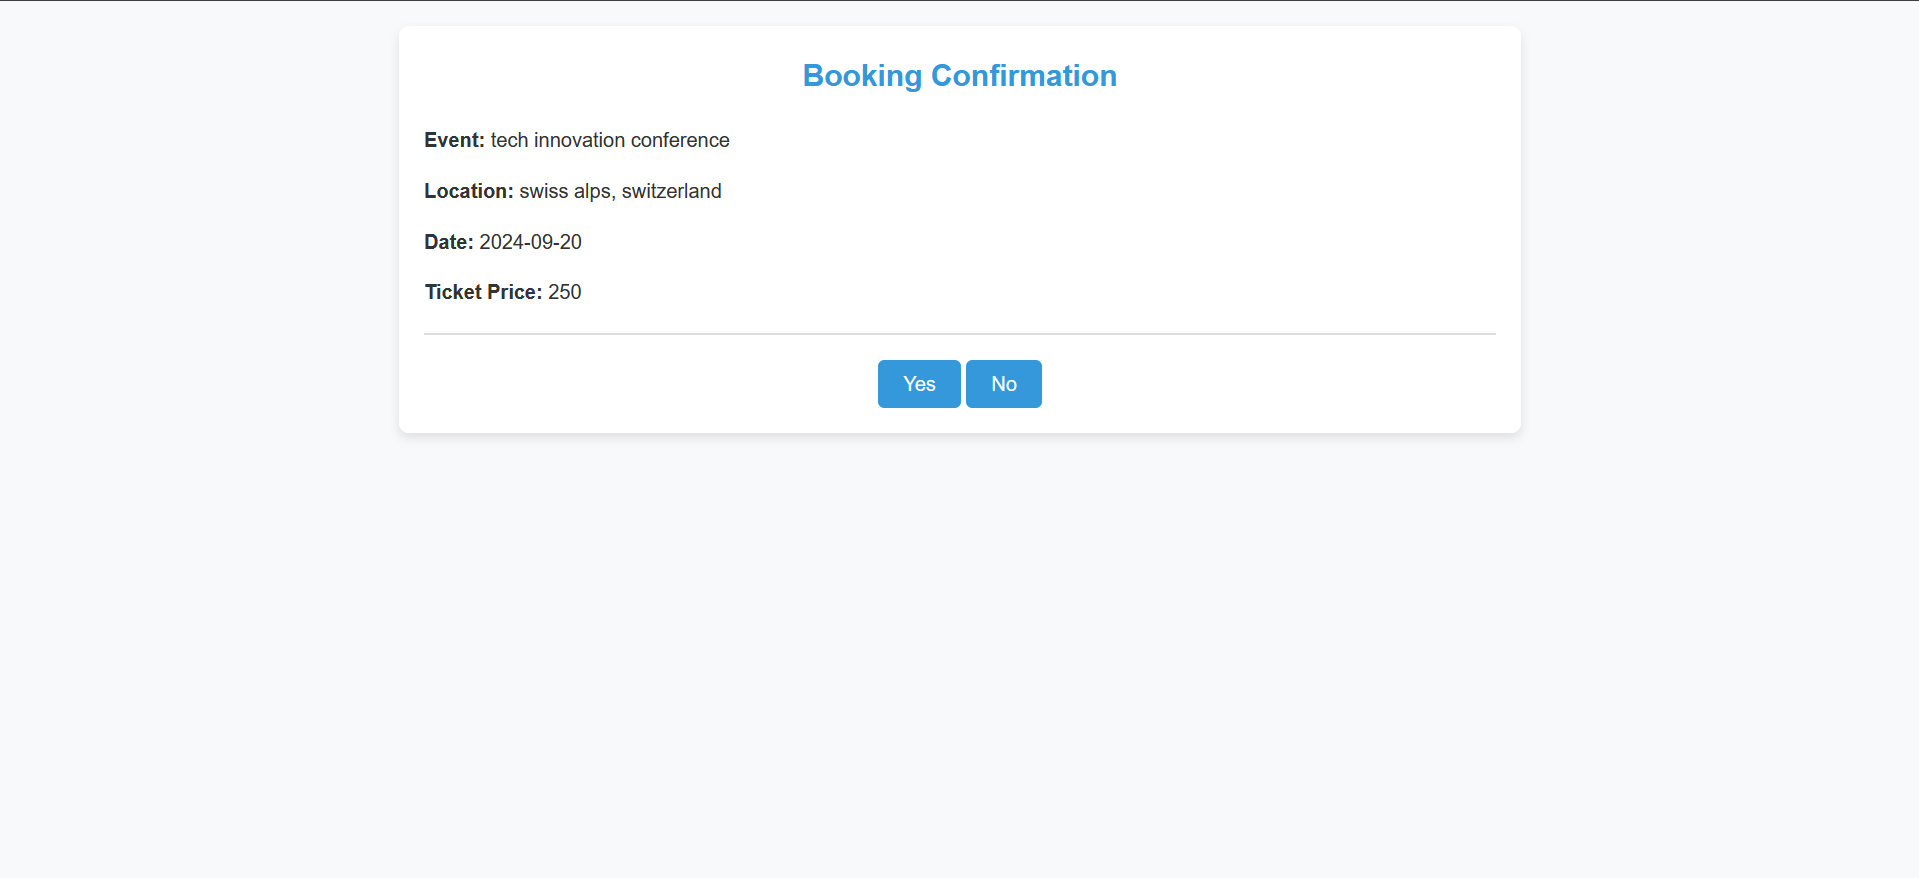 Booking Confirmation
Event: tech innovation conference
Location: swiss alps, switzerland
Date: 2024-09-20
Ticket Price: 250
Yes No